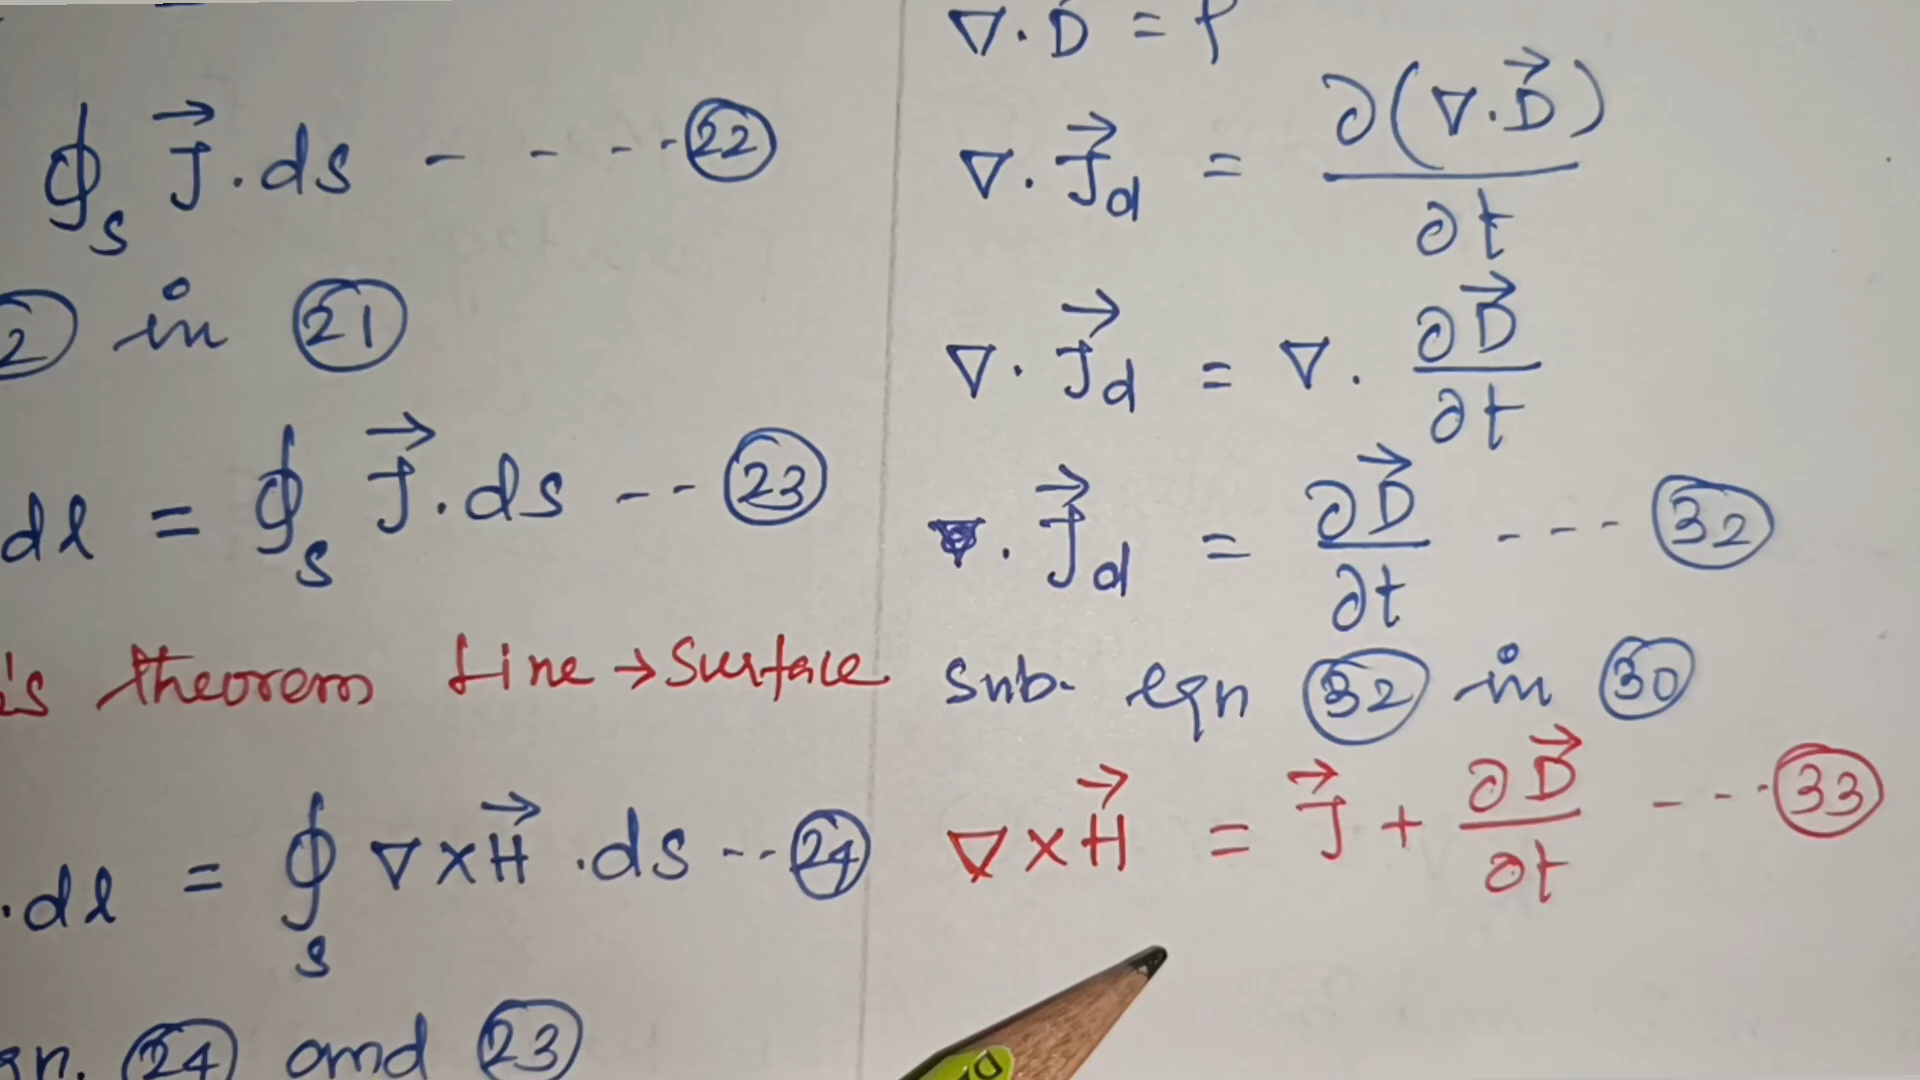 ∮s J⃗.ds - - - - (22)
2) in (21)
dl = ∮s J⃗.ds -- (23)
's theorem Line → Surface
.dl = ∮s ∇×H⃗ .ds -- (24)
qn. (24) and (23)
∇.D = ρ
∇.J⃗d = ∂(∇.D⃗)/∂t
∇.J⃗d = ∇. ∂D⃗/∂t
. J⃗d = ∂D⃗/∂t ---- (32)
Sub. eqn (32) in (30)
∇×H⃗ = J⃗ + ∂D⃗/∂t --- (33)